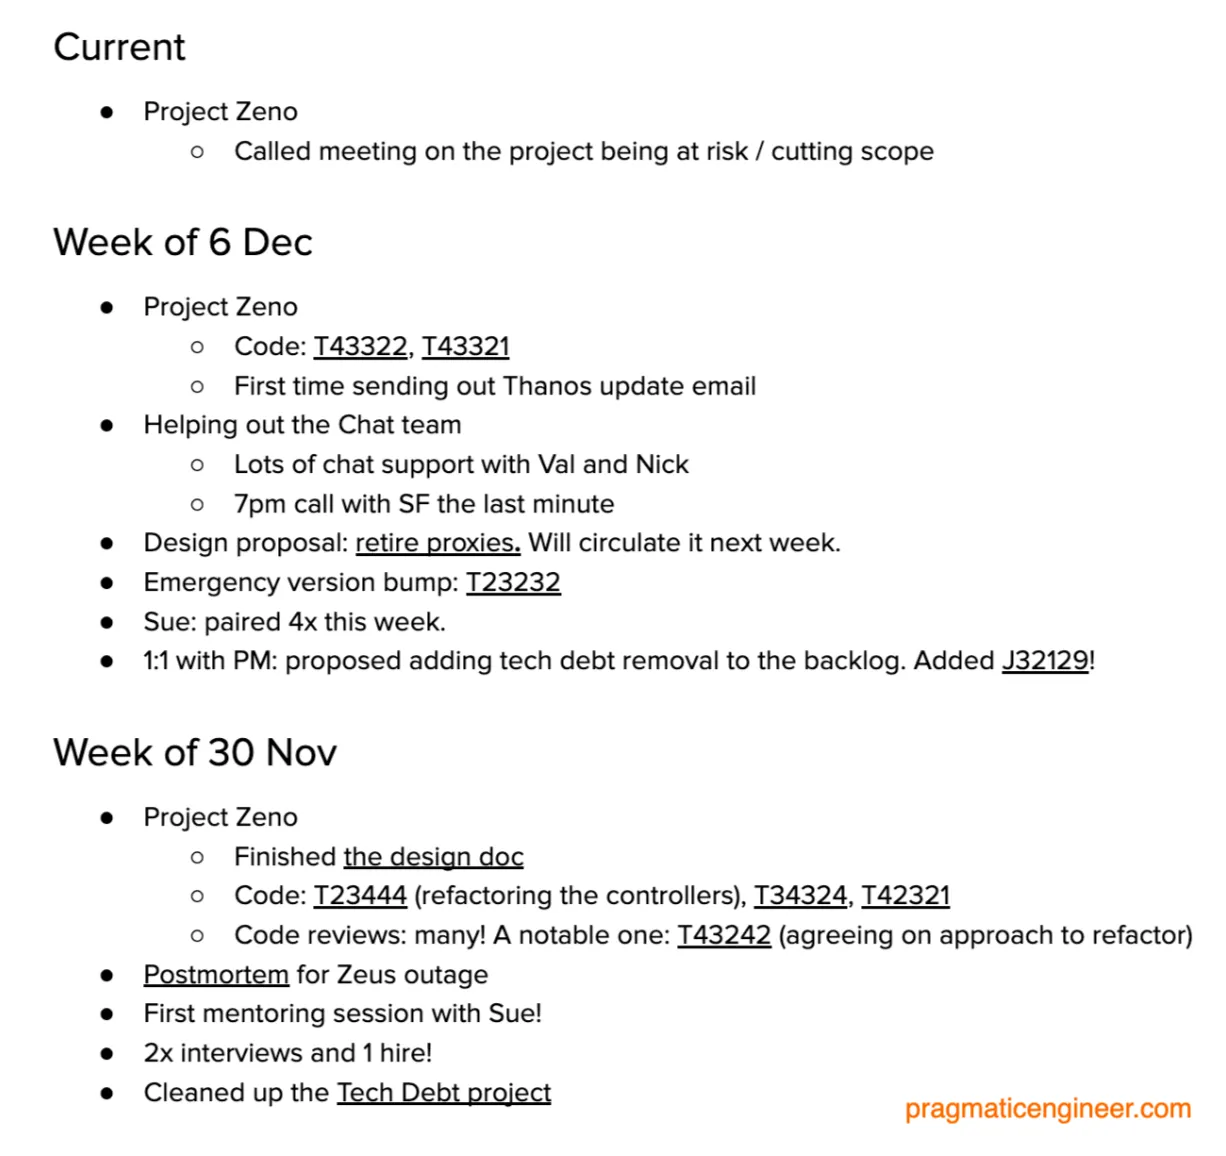 Current
● Project Zeno
○ Called meeting on the project being at risk / cutting scope
Week of 6 Dec
● Project Zeno
○ Code: T43322, T43321
○ First time sending out Thanos update email
● Helping out the Chat team
○ Lots of chat support with Val and Nick
○ 7pm call with SF the last minute
● Design proposal: retire proxies. Will circulate it next week.
● Emergency version bump: T23232
● Sue: paired 4x this week.
● 1:1 with PM: proposed adding tech debt removal to the backlog. Added J32129!
Week of 30 Nov
● Project Zeno
○ Finished the design doc
○ Code: T23444 (refactoring the controllers), T34324, T42321
○ Code reviews: many! A notable one: T43242 (agreeing on approach to refactor)
● Postmortem for Zeus outage
● First mentoring session with Sue!
● 2x interviews and 1 hire!
● Cleaned up the Tech Debt project
pragmaticengineer.com